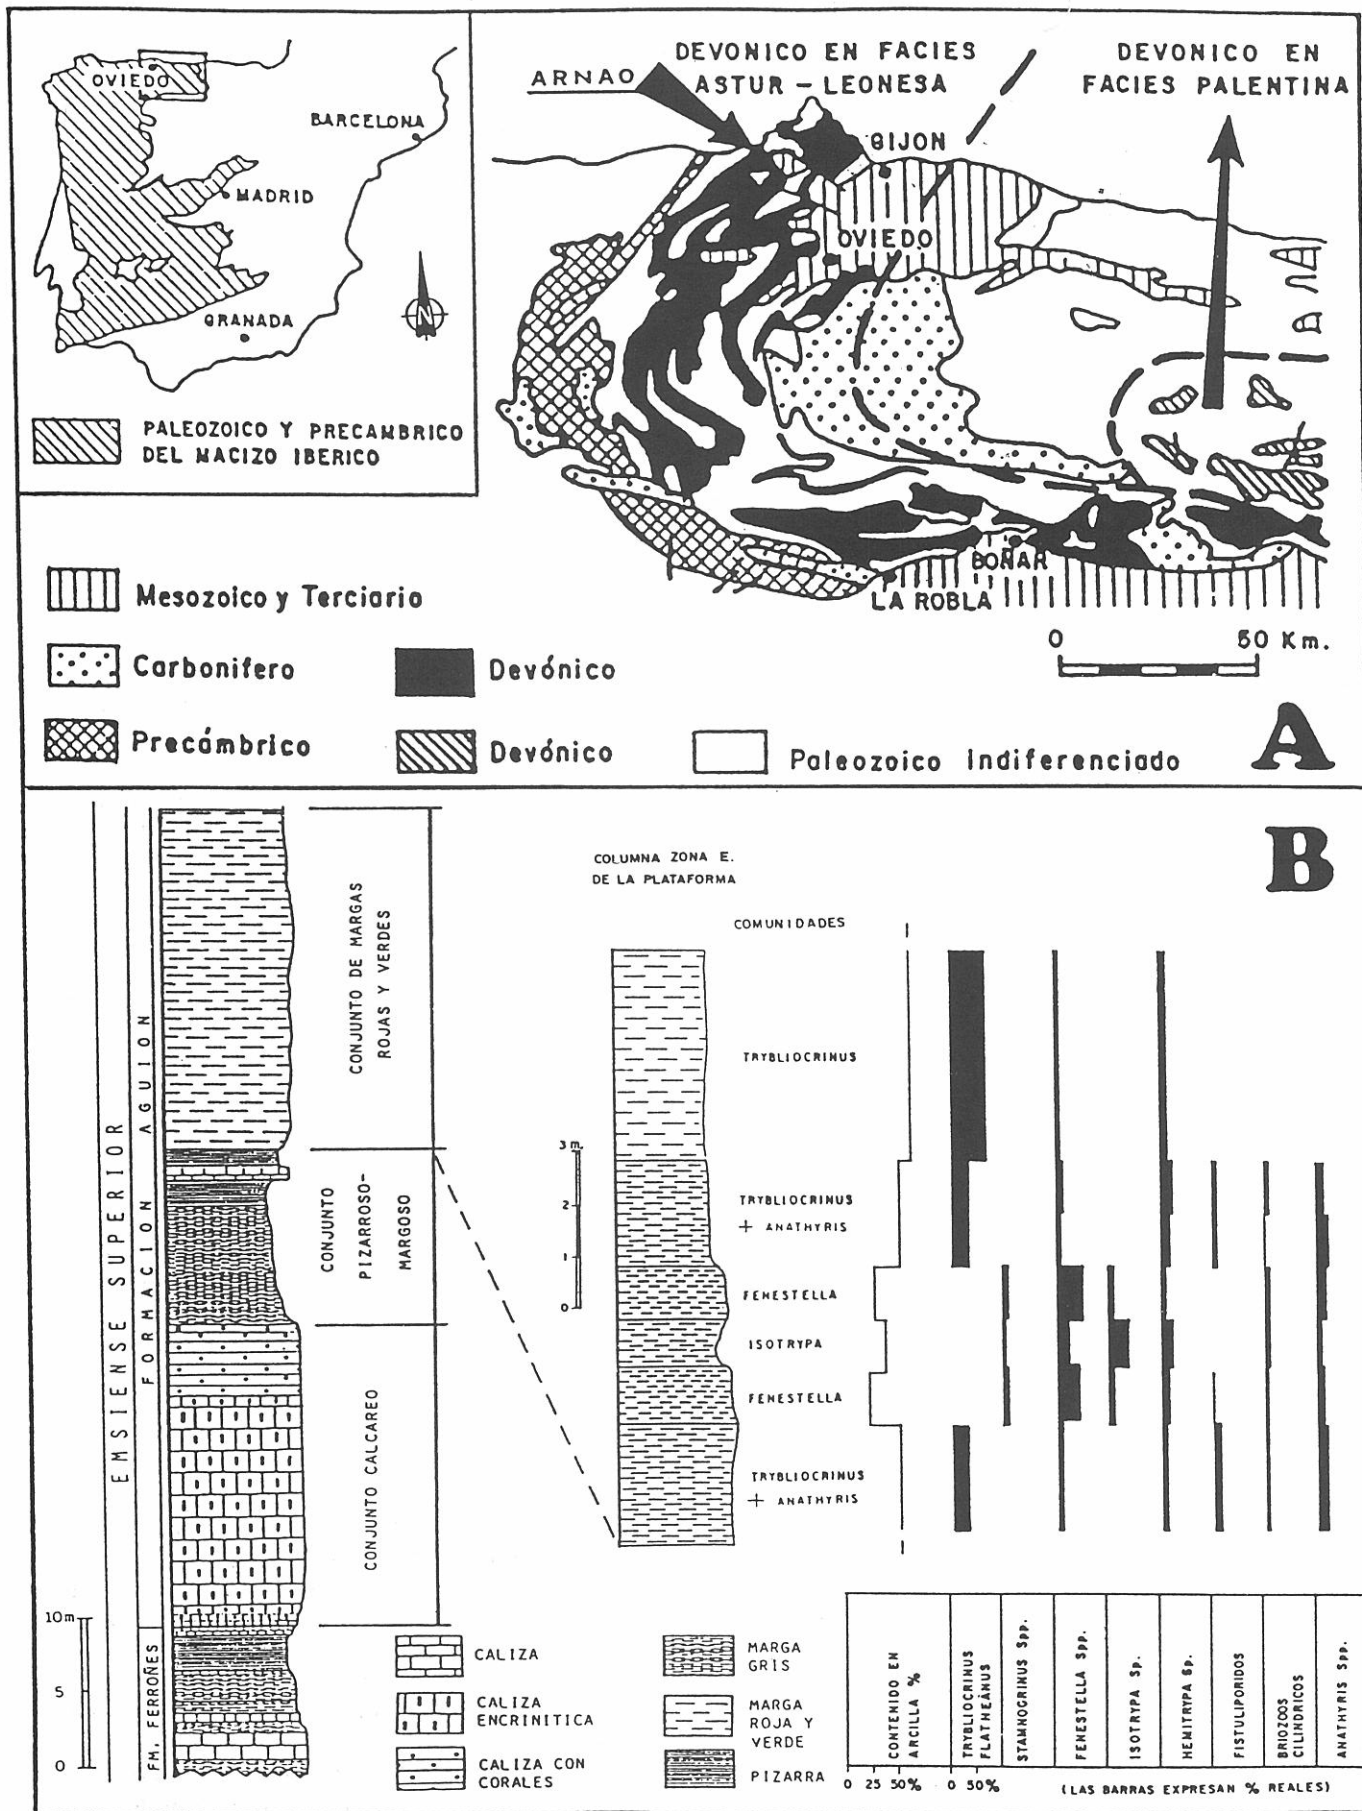 OVIEDO
BARCELONA
MADRID
GRANADA
N
PALEOZOICO Y PRECAMBRICO
DEL MACIZO IBERICO
ARNAO
DEVONICO EN FACIES
ASTUR - LEONESA
DEVONICO EN
FACIES PALENTINA
GIJON
OVIEDO
BOÑAR
LA ROBLA
0 50 Km.
Mesozoico y Terciario
Carbonifero
Devónico
Precámbrico
Devónico
Paleozoico Indiferenciado
A
B
EMSIENSE SUPERIOR
FORMACION AGUION
FM. FERROÑES
CONJUNTO DE MARGAS
ROJAS Y VERDES
CONJUNTO
PIZARROSO-
MARGOSO
CONJUNTO CALCAREO
10m
5
0
COLUMNA ZONA E.
DE LA PLATAFORMA
COMUNIDADES
TRYBLIOCRINUS
3 m.
2
1
0
TRYBLIOCRINUS
+ ANATHYRIS
FENESTELLA
ISOTRYPA
FENESTELLA
TRYBLIOCRINUS
+ ANATHYRIS
CALIZA
CALIZA
ENCRINITICA
CALIZA CON
CORALES
MARGA
GRIS
MARGA
ROJA Y
VERDE
PIZARRA
CONTENIDO EN
ARCILLA %
TRYBLIOCRINUS
FLATHEANUS
STAMNOCRINUS Spp.
FENESTELLA Spp.
ISOTRYPA Sp.
HEMITRYPA Sp.
FISTULIPORIDOS
BRIOZOOS
CILINDRICOS
ANATHYRIS Spp.
0 25 50% 0 50%
(LAS BARRAS EXPRESAN % REALES)